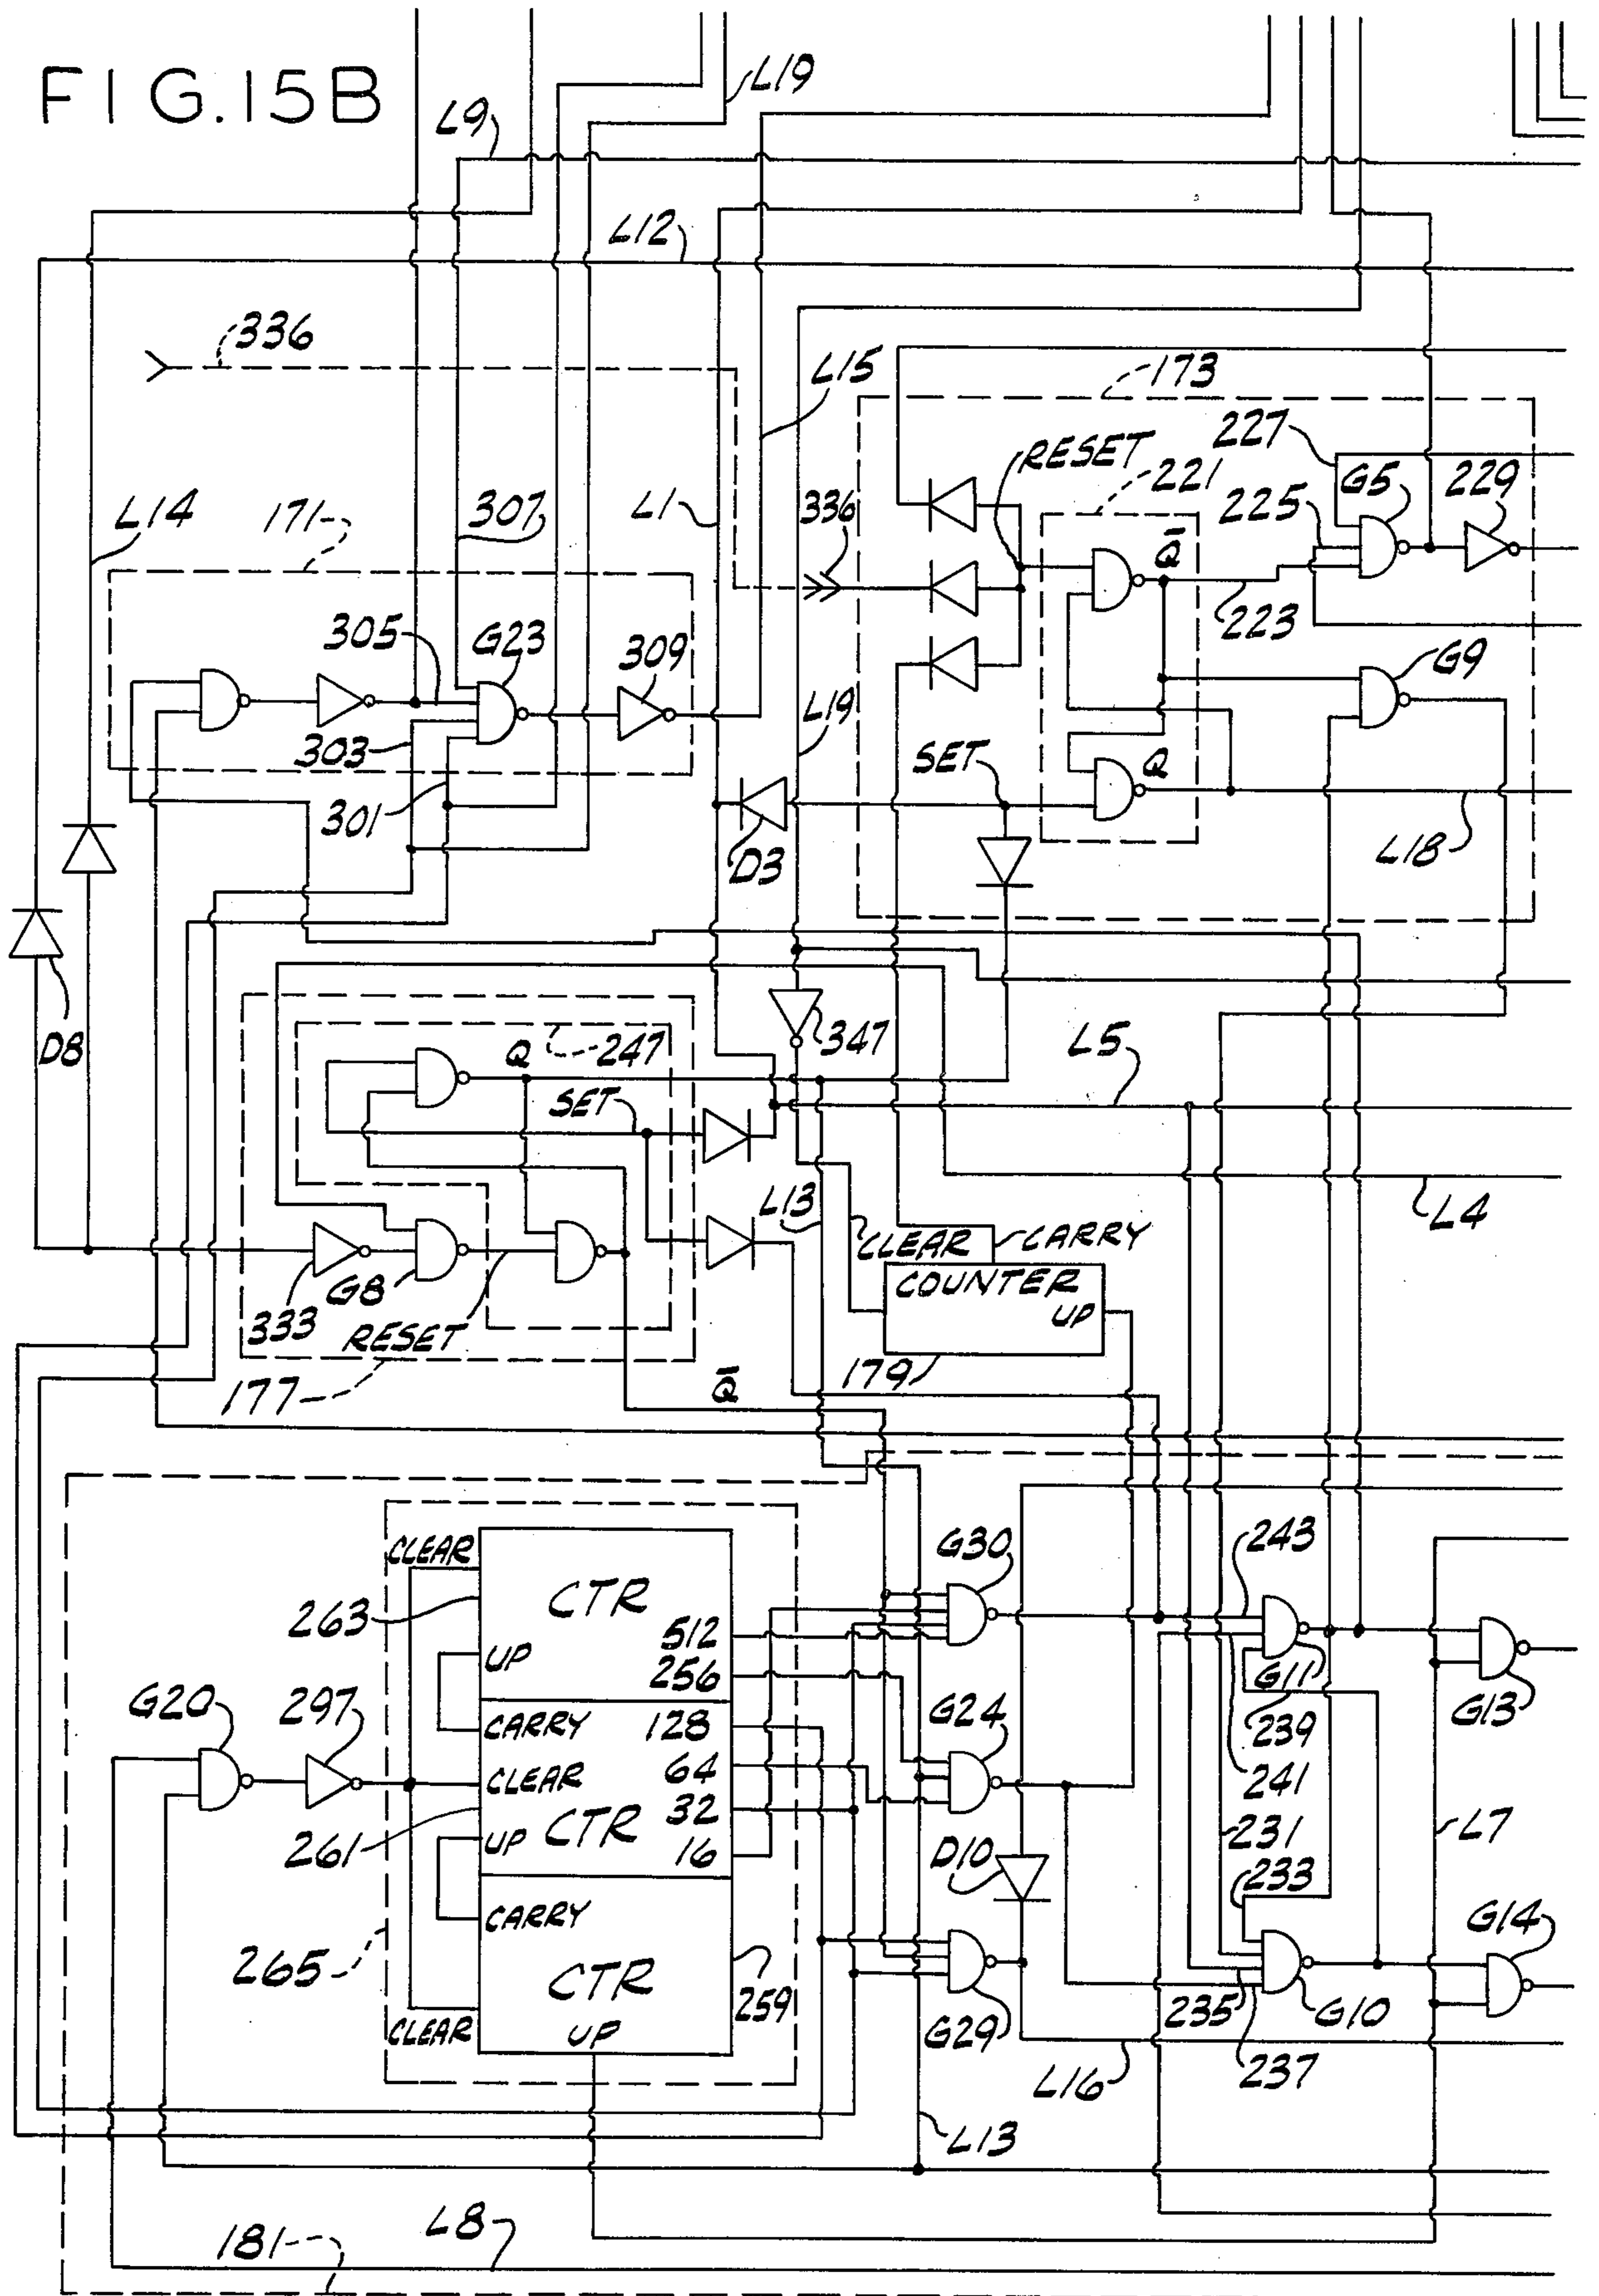 FIG.15B
L19
L9
L12
336
L15
173
227
RESET
221
G5
229
L14
171
307
L1
336
225
Q̅
305
G23
309
223
G9
303
L19
SET
Q
301
D3
L18
D8
347
L5
Q
247
SET
L13
L4
CLEAR
CARRY
COUNTER
UP
333
G8
RESET
177
Q̅
179
CLEAR
CTR
G30
243
263
512
UP
256
G11
G20
297
CARRY
128
G24
239
G13
CLEAR
64
241
261
CTR
32
L7
UP
16
D10
231
233
CARRY
G14
265
CTR
259
235
G10
CLEAR
UP
G29
237
L16
L13
181
L8